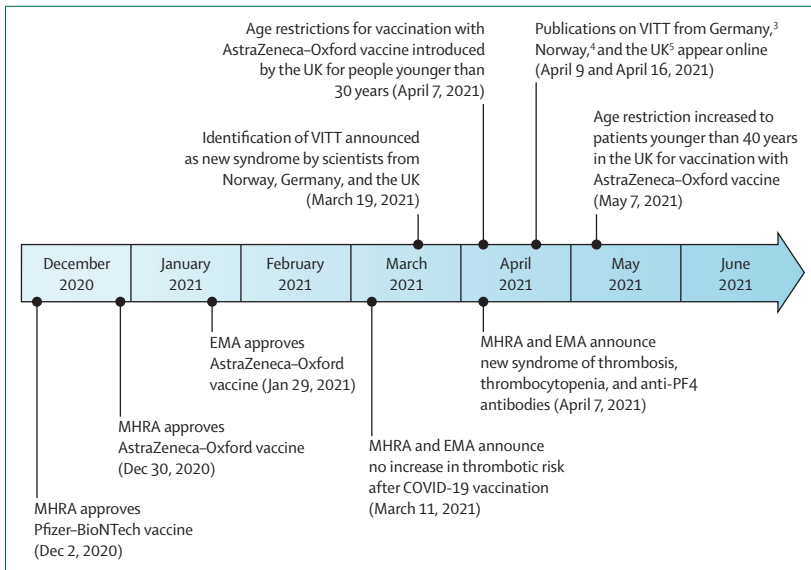 Age restrictions for vaccination with
AstraZeneca–Oxford vaccine introduced
by the UK for people younger than
30 years (April 7, 2021)
Publications on VITT from Germany,³
Norway,⁴ and the UK⁵ appear online
(April 9 and April 16, 2021)
Identification of VITT announced
as new syndrome by scientists from
Norway, Germany, and the UK
(March 19, 2021)
Age restriction increased to
patients younger than 40 years
in the UK for vaccination with
AstraZeneca–Oxford vaccine
(May 7, 2021)
December
2020
January
2021
February
2021
March
2021
April
2021
May
2021
June
2021
EMA approves
AstraZeneca–Oxford
vaccine (Jan 29, 2021)
MHRA and EMA announce
new syndrome of thrombosis,
thrombocytopenia, and anti-PF4
antibodies (April 7, 2021)
MHRA approves
AstraZeneca–Oxford vaccine
(Dec 30, 2020)
MHRA and EMA announce
no increase in thrombotic risk
after COVID-19 vaccination
(March 11, 2021)
MHRA approves
Pfizer–BioNTech vaccine
(Dec 2, 2020)